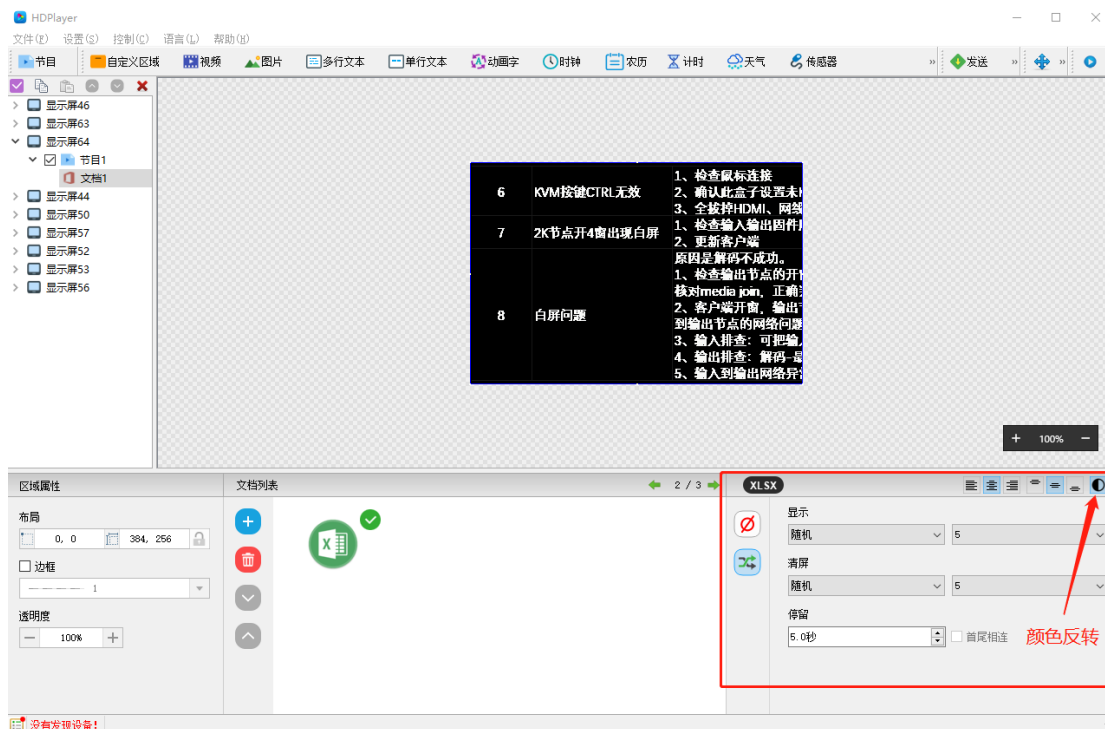 HDPlayer
文件(F) 设置(S) 控制(C) 语言(L) 帮助(H)
节目 自定义区域 视频 图片 多行文本 单行文本 动画字 时钟 农历 计时 天气 传感器 » 发送 » »
显示屏46
显示屏63
显示屏64
节目1
文档1
显示屏44
显示屏50
显示屏57
显示屏52
显示屏53
显示屏56
6 KVM按键CTRL无效
1、检查鼠标连接
2、确认此盒子设置未
3、全拔掉HDMI、网线
7 2K节点开4窗出现白屏
1、检查输入输出固件
2、更新客户端
8 白屏问题
原因是解码不成功。
1、检查输出节点的开
核对media join，正确
2、客户端开窗，输出
到输出节点的网络问题
3、输入排查：可把输
4、输出排查：解码-是
5、输入到输出网络异
+ 100% −
区域属性
布局
0, 0 384, 256
边框
1
透明度
− 100% +
文档列表 2 / 3
XLSX
显示
随机 5
清屏
随机 5
停留
5.0秒 首尾相连
颜色反转
没有发现设备!